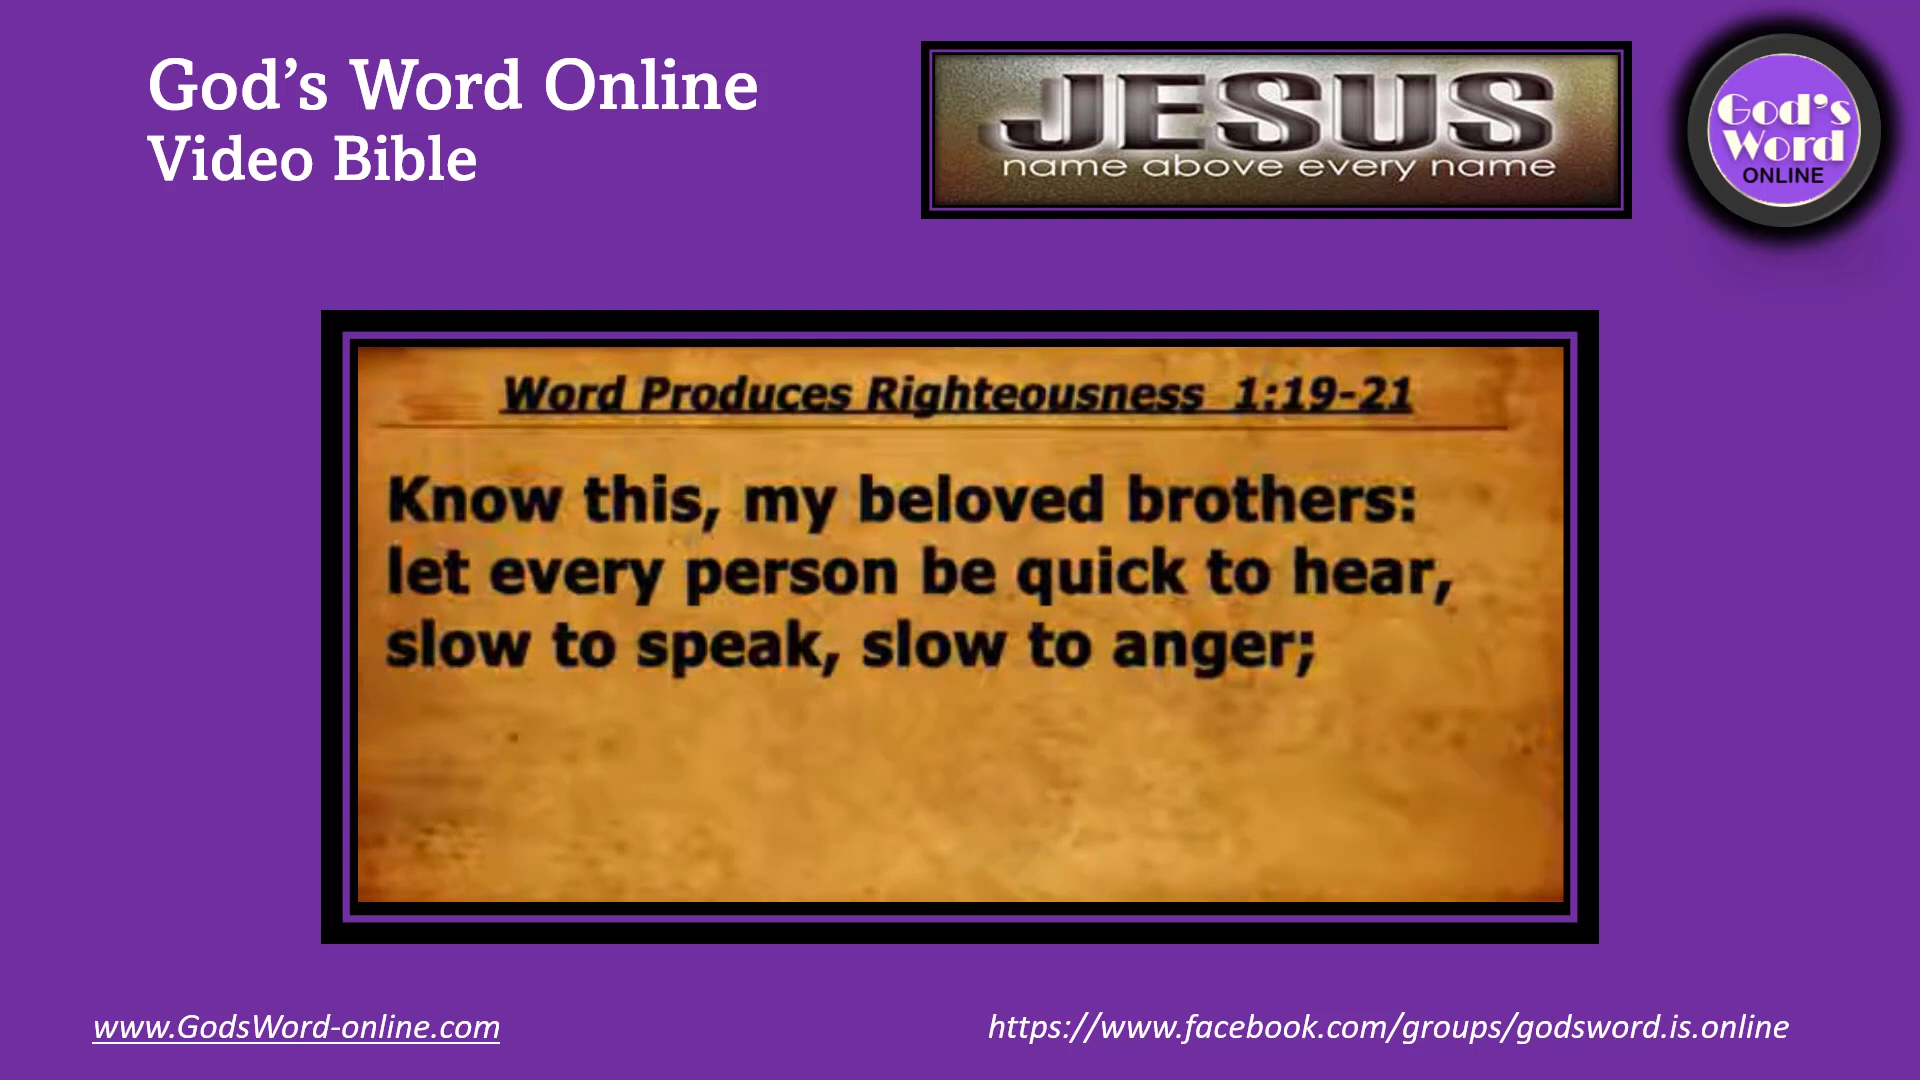 God’s Word Online
Video Bible
JESUS
name above every name
God’s
Word
ONLINE
Word Produces Righteousness 1:19-21
Know this, my beloved brothers:
let every person be quick to hear,
slow to speak, slow to anger;
www.GodsWord-online.com
https://www.facebook.com/groups/godsword.is.online